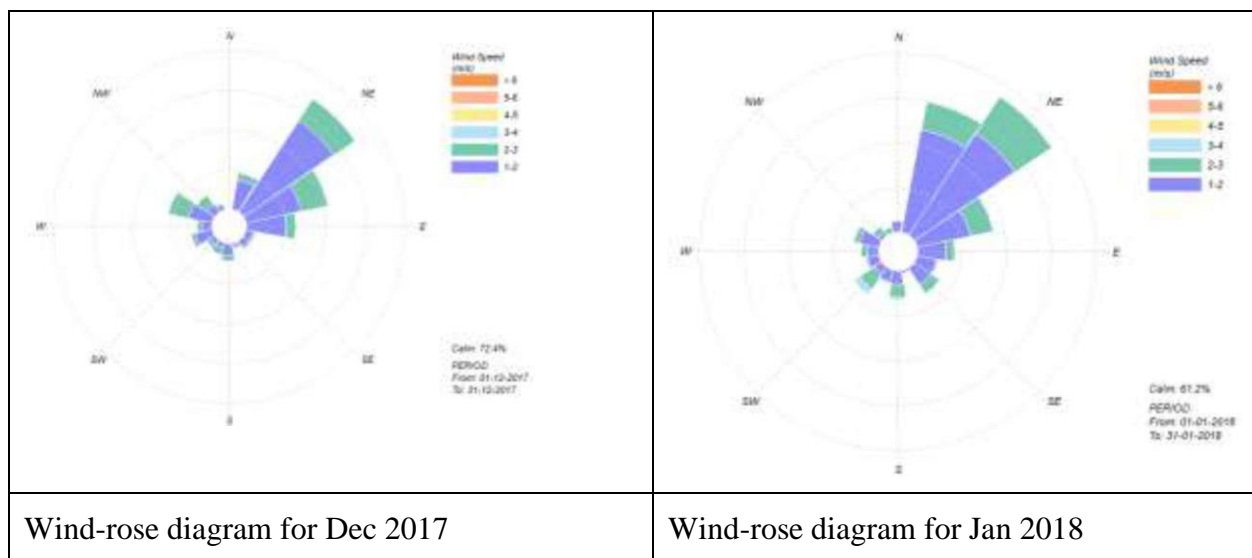 N
NW
NE
W
E
SW
SE
S
Wind Speed
(m/s)
> 6
5-6
4-5
3-4
2-3
1-2
Calm: 72.4%
PERIOD
From: 01-12-2017
To: 31-12-2017
N
NW
NE
W
E
SW
SE
S
Wind Speed
(m/s)
> 6
5-6
4-5
3-4
2-3
1-2
Calm: 61.2%
PERIOD
From: 01-01-2018
To: 31-01-2018
Wind-rose diagram for Dec 2017
Wind-rose diagram for Jan 2018